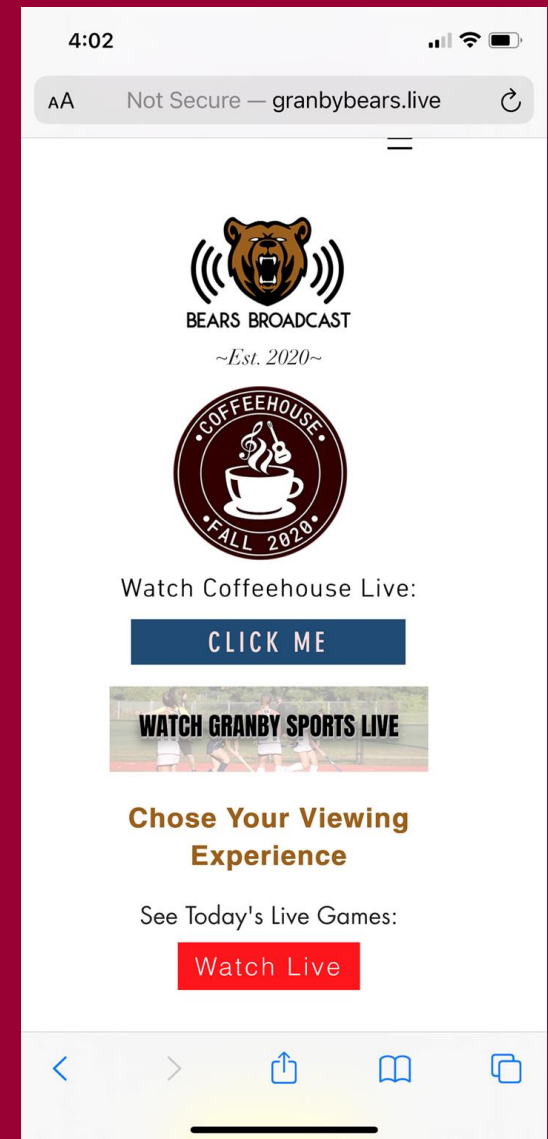 4:02
AA Not Secure — granbybears.live
BEARS BROADCAST
~Est. 2020~
•COFFEEHOUSE•
•FALL 2020•
Watch Coffeehouse Live:
CLICK ME
WATCH GRANBY SPORTS LIVE
Chose Your Viewing
Experience
See Today's Live Games:
Watch Live